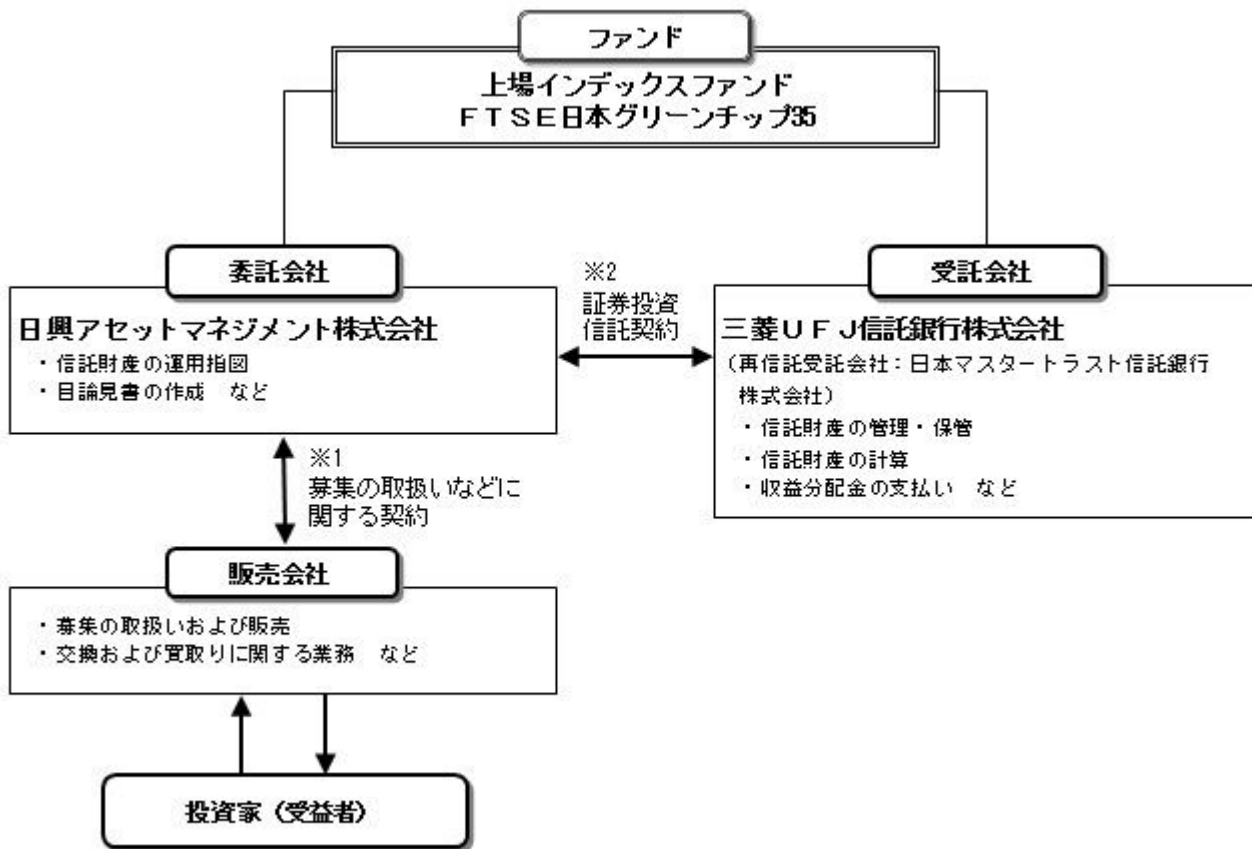 ファンド
上場インデックスファンド
FTSE日本グリーンチップ35
委託会社
日興アセットマネジメント株式会社
・信託財産の運用指図
・目論見書の作成　など
※2
証券投資
信託契約
受託会社
三菱UFJ信託銀行株式会社
（再信託受託会社：日本マスタートラスト信託銀行
株式会社）
・信託財産の管理・保管
・信託財産の計算
・収益分配金の支払い　など
※1
募集の取扱いなどに
関する契約
販売会社
・募集の取扱いおよび販売
・交換および買取りに関する業務　など
投資家（受益者）